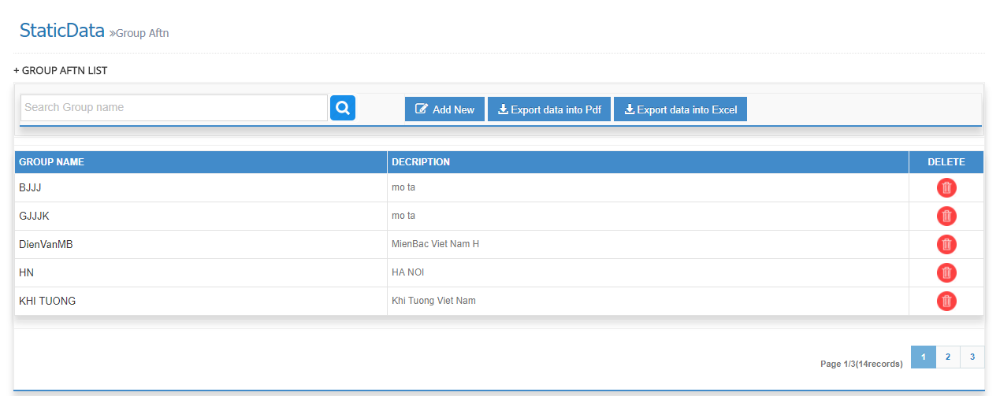 StaticData »Group Aftn
+ GROUP AFTN LIST
Search Group name Add New Export data into Pdf Export data into Excel
GROUP NAME DECRIPTION DELETE
BJJJ mo ta
GJJJK mo ta
DienVanMB MienBac Viet Nam H
HN HA NOI
KHI TUONG Khi Tuong Viet Nam
Page 1/3(14records) 1 2 3